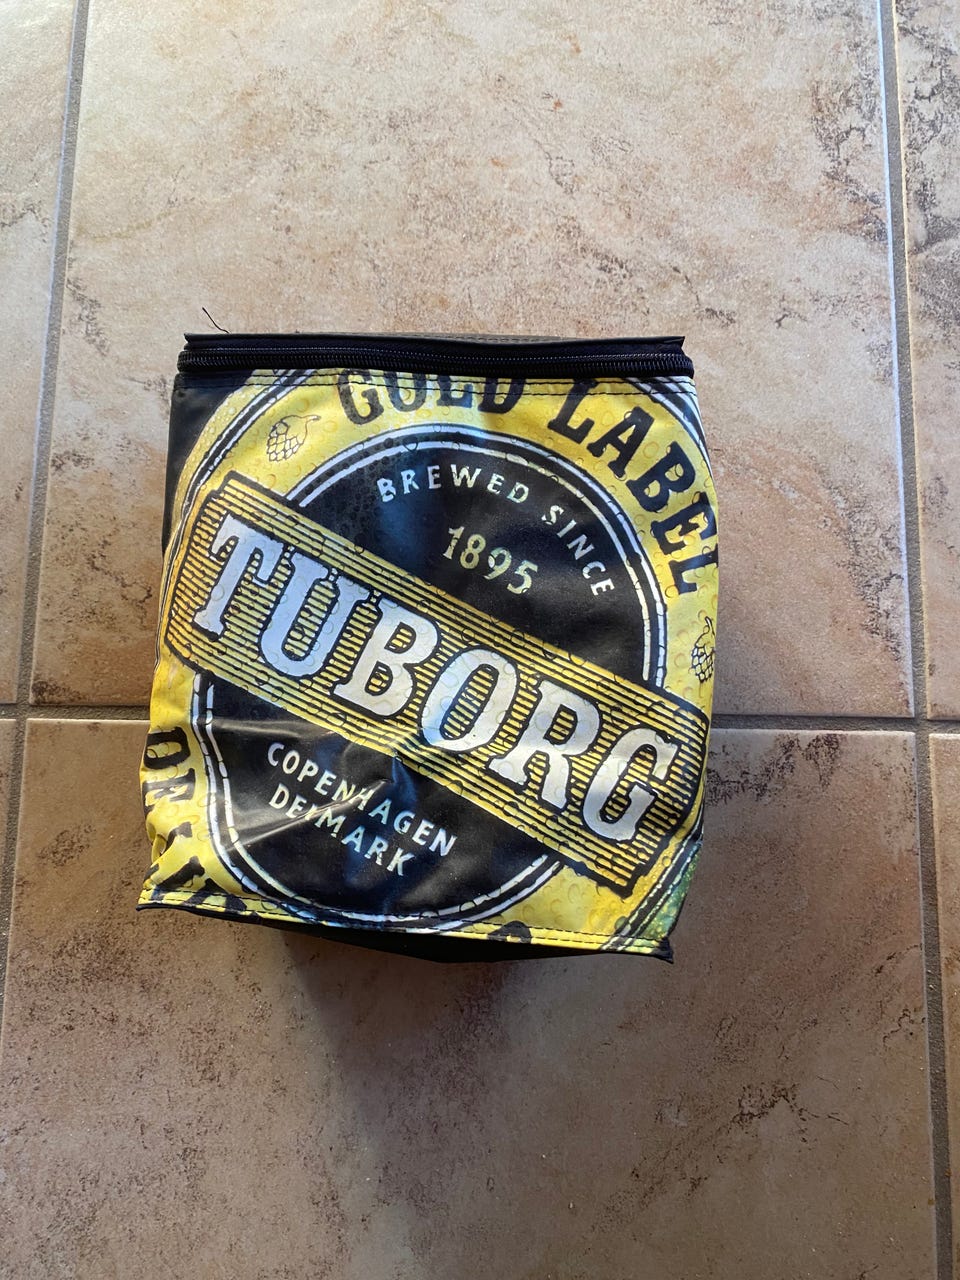 GOLD LABEL
BREWED SINCE
1895
TUBORG
COPENHAGEN
DENMARK